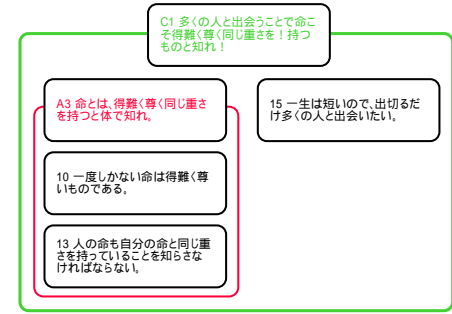 C1 多くの人と出会うことで命こ
そ得難く尊く同じ重さを！持つ
ものと知れ！
A3 命とは、得難く尊く同じ重さ
を持つと体で知れ。
15 一生は短いので、出切るだ
け多くの人と出会いたい。
10 一度しかない命は得難く尊
いものである。
13 人の命も自分の命と同じ重
さを持っていることを知らさな
ければならない。